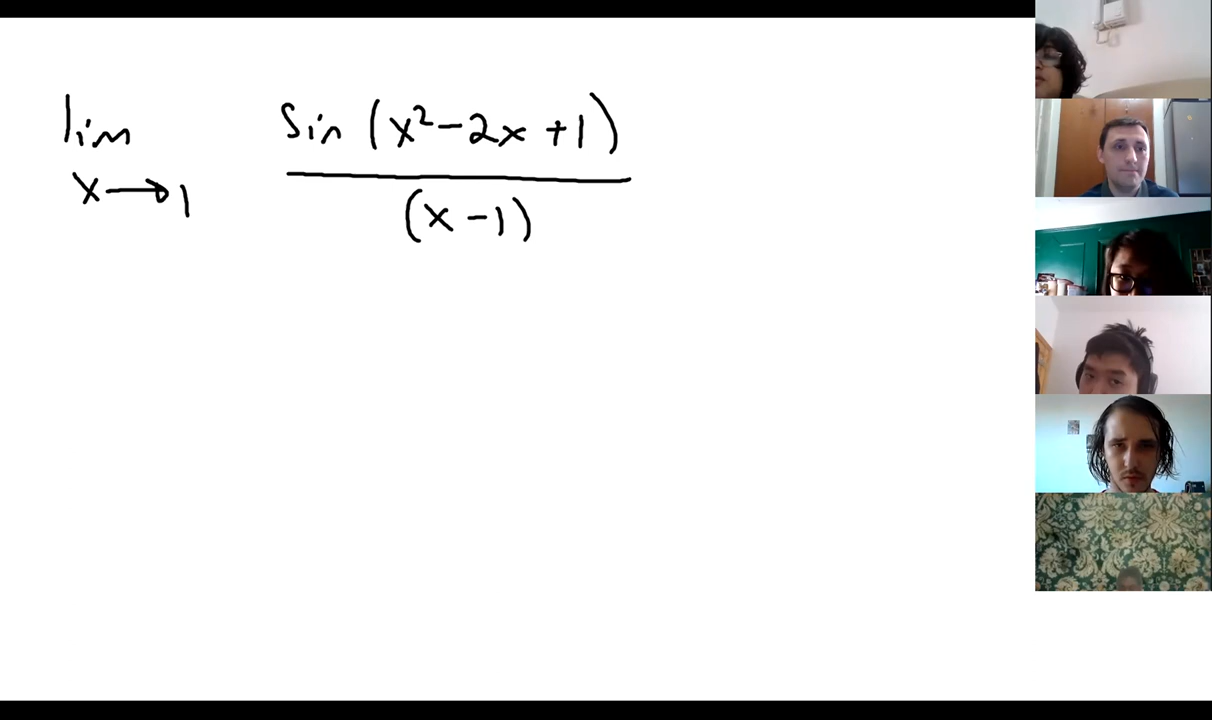 lim sin (x²-2x+1)
x→1 (x-1)